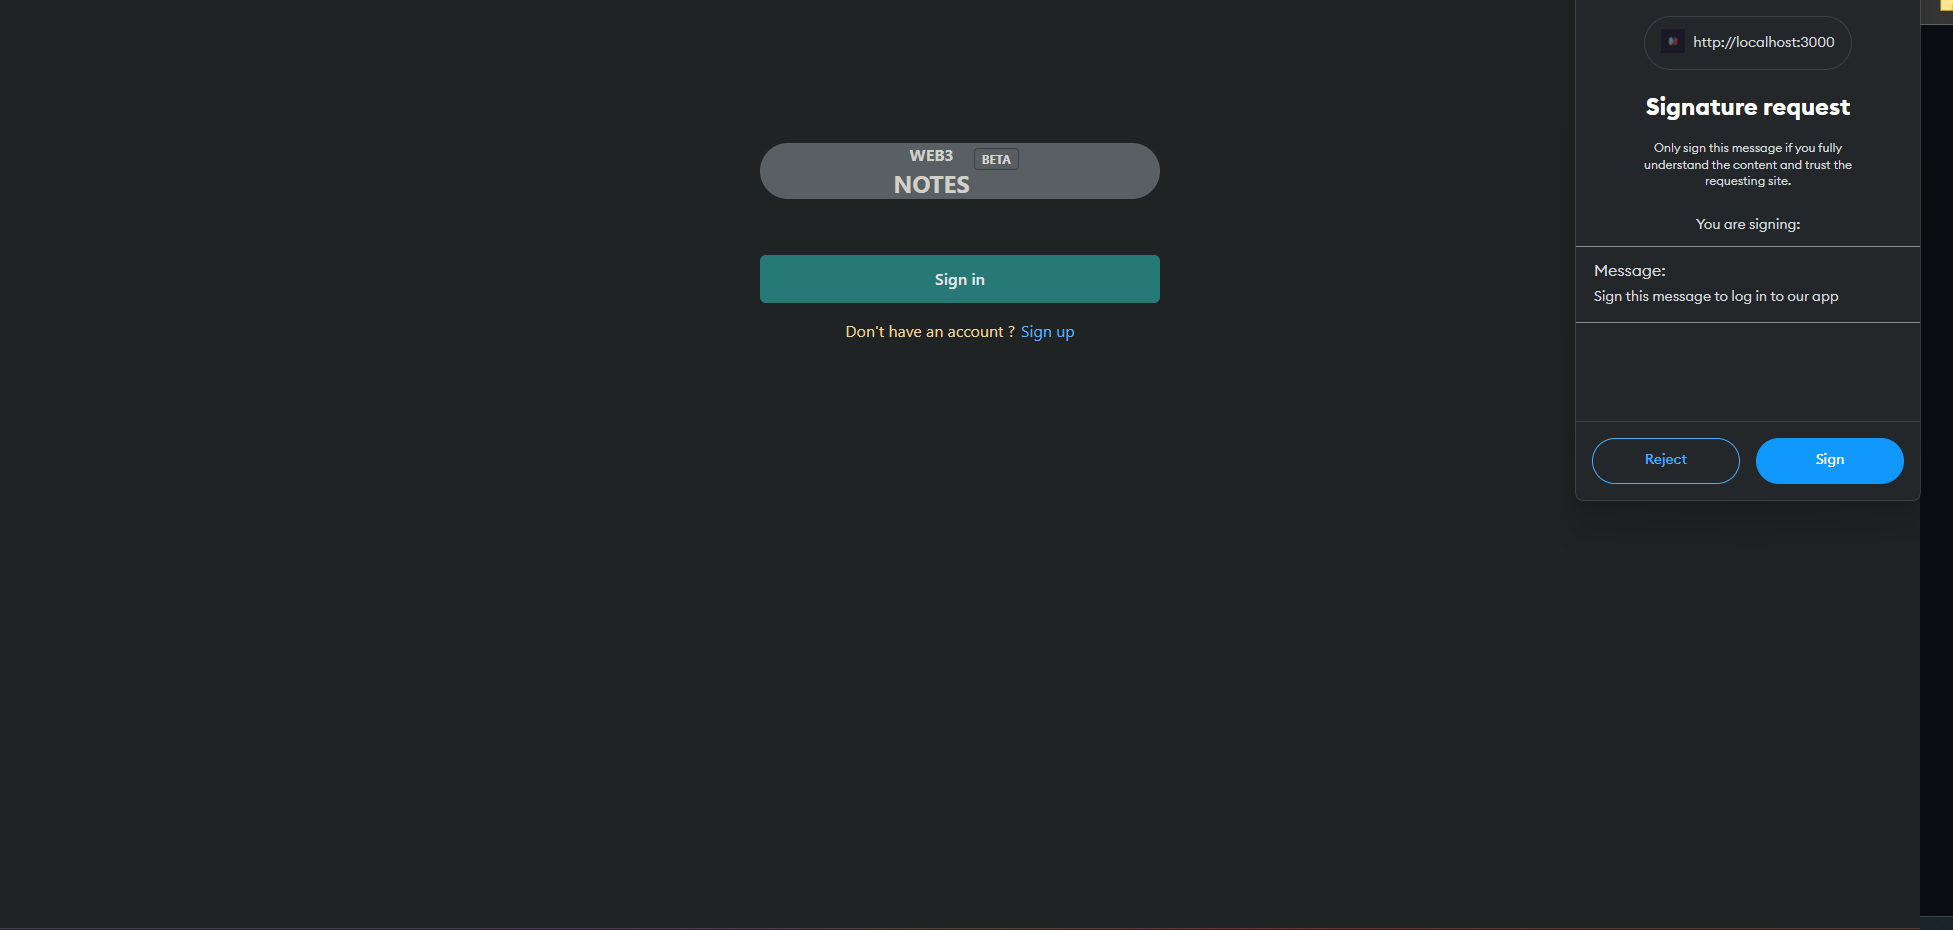 WEB3
BETA
NOTES
Sign in
Don't have an account ? Sign up
http://localhost:3000
Signature request
Only sign this message if you fully
understand the content and trust the
requesting site.
You are signing:
Message:
Sign this message to log in to our app
Reject
Sign